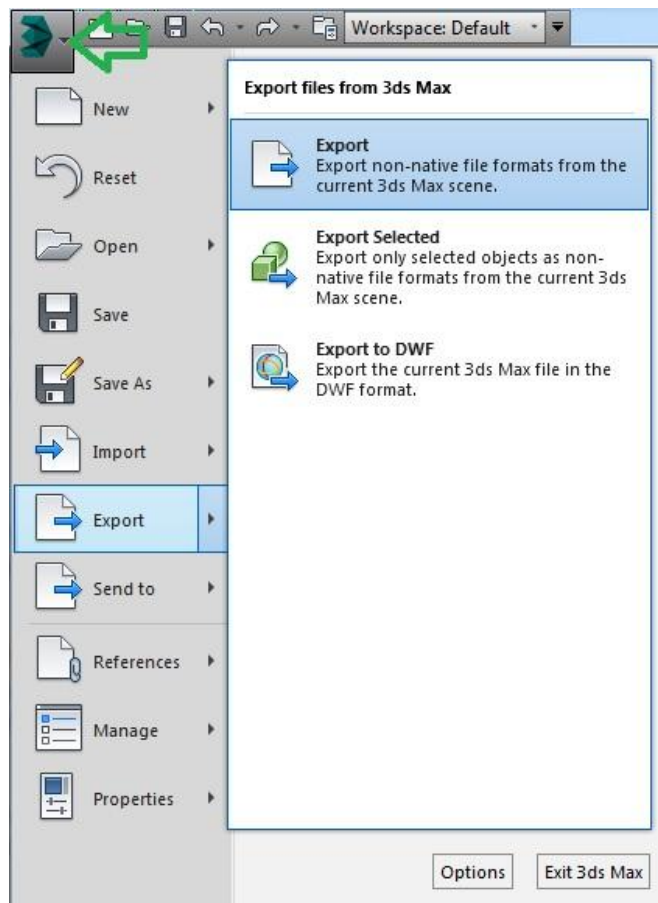 Workspace: Default
New
Reset
Open
Save
Save As
Import
Export
Send to
References
Manage
Properties
Export files from 3ds Max
Export
Export non-native file formats from the
current 3ds Max scene.
Export Selected
Export only selected objects as non-
native file formats from the current 3ds
Max scene.
Export to DWF
Export the current 3ds Max file in the
DWF format.
Options
Exit 3ds Max